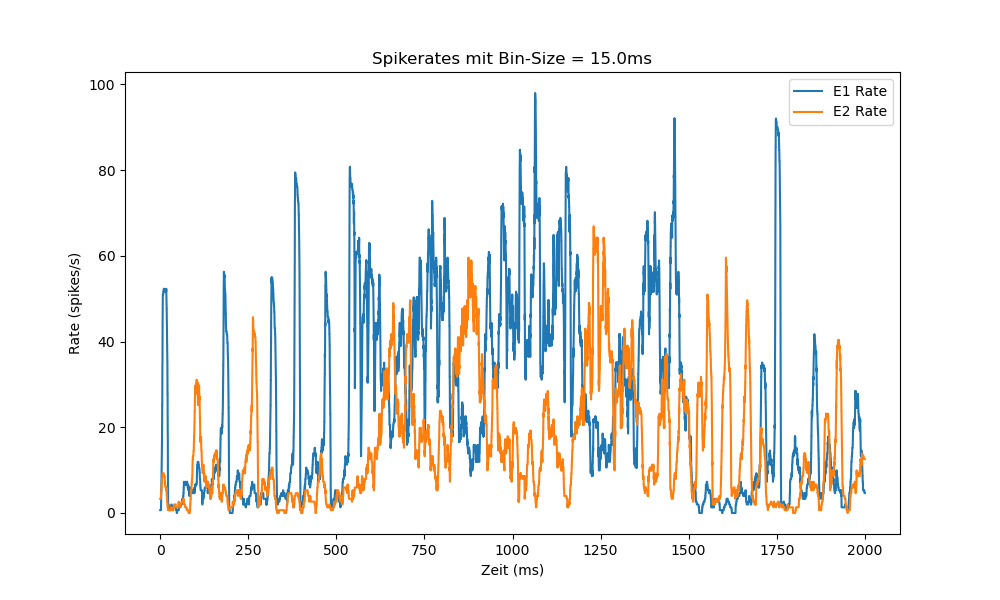 Spikerates mit Bin-Size = 15.0ms
E1 Rate
E2 Rate
Rate (spikes/s)
100
80
60
40
20
0
0 250 500 750 1000 1250 1500 1750 2000
Zeit (ms)